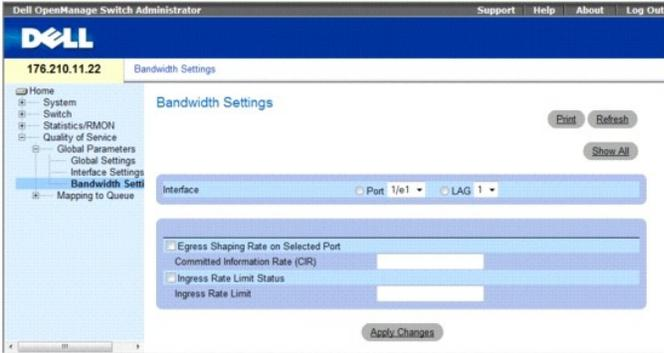 Dell OpenManage Switch Administrator Support Help About Log Out
DELL
176.210.11.22 Bandwidth Settings
Home
System
Switch
Statistics/RMON
Quality of Service
Global Parameters
Global Settings
Interface Settings
Bandwidth Setti
Mapping to Queue
Bandwidth Settings
Print Refresh
Show All
Interface Port 1/e1 LAG 1
Egress Shaping Rate on Selected Port
Committed Information Rate (CIR)
Ingress Rate Limit Status
Ingress Rate Limit
Apply Changes